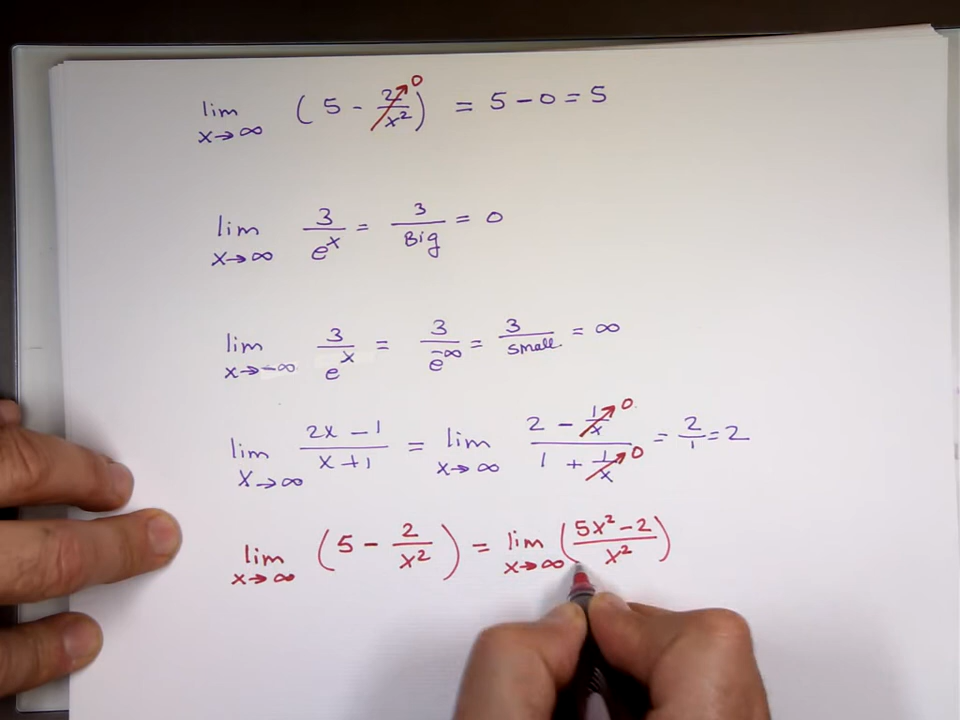 lim x→∞ (5 - 2/x²)→0 = 5 - 0 = 5
lim x→∞ 3/eˣ = 3/Big = 0
lim x→-∞ 3/eˣ = 3/e^-∞ = 3/small = ∞
lim x→∞ (2x - 1)/(x + 1) = lim x→∞ (2 - 1/x→0)/(1 + 1/x→0) = 2/1 = 2
lim x→∞ (5 - 2/x²) = lim x→∞ ((5x² - 2)/x²)